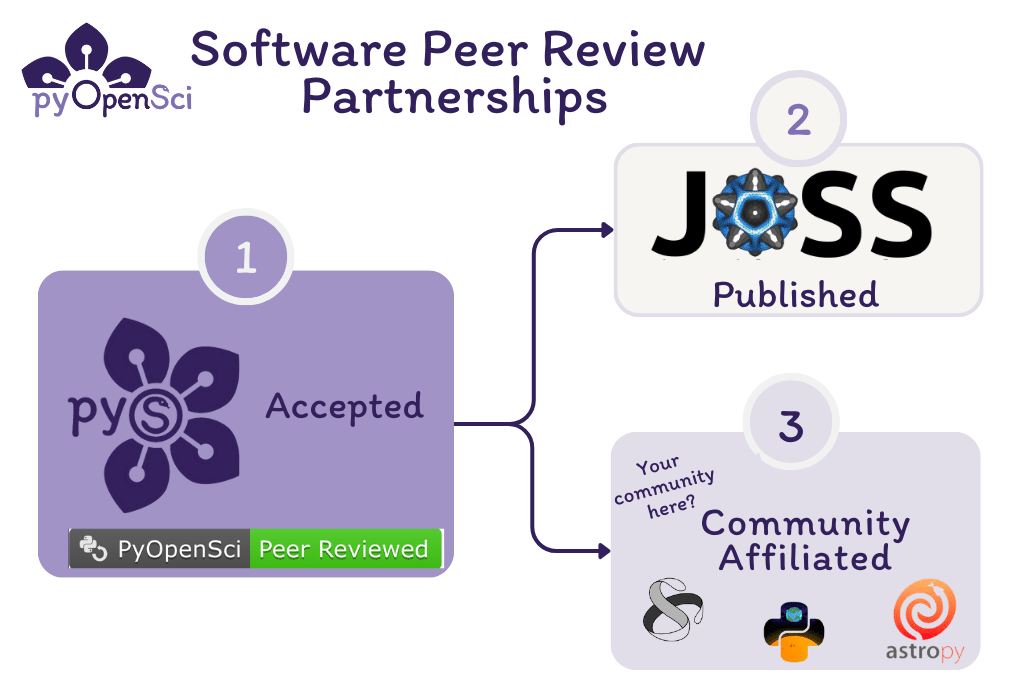 pyOpenSci
Software Peer Review
Partnerships
1
pyS
Accepted
PyOpenSci Peer Reviewed
2
JOSS
Published
3
Your
community
here?
Community
Affiliated
astropy